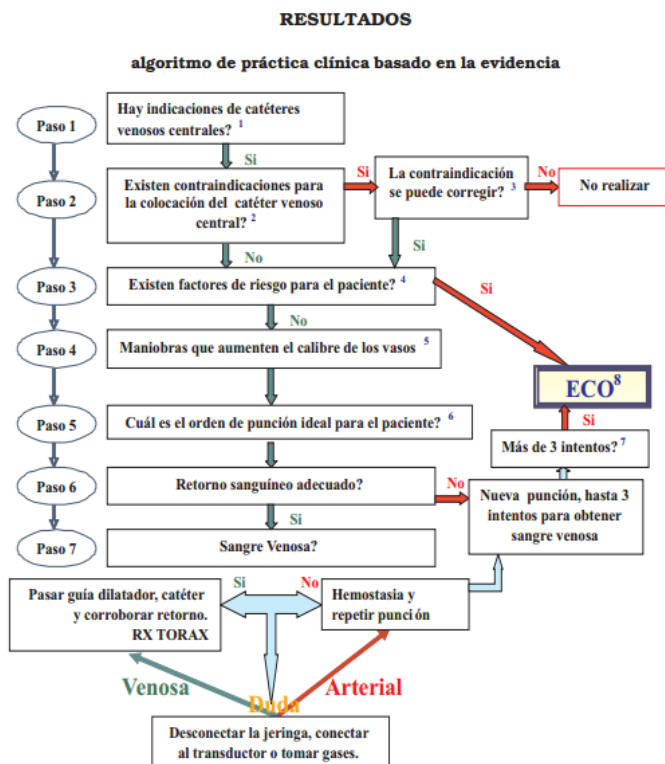 RESULTADOS
algoritmo de práctica clínica basado en la evidencia
Paso 1
Hay indicaciones de catéteres
venosos centrales? 1
Si
Paso 2
Existen contraindicaciones para
la colocación del catéter venoso
central? 2
Si
La contraindicación
se puede corregir? 3
No
No realizar
No
Si
Paso 3
Existen factores de riesgo para el paciente? 4
Si
No
Paso 4
Maniobras que aumenten el calibre de los vasos 5
ECO8
Paso 5
Cuál es el orden de punción ideal para el paciente? 6
Si
Más de 3 intentos? 7
Paso 6
Retorno sanguíneo adecuado?
No
Nueva punción, hasta 3
intentos para obtener
sangre venosa
Si
Paso 7
Sangre Venosa?
Si
No
Pasar guía dilatador, catéter
y corroborar retorno.
RX TORAX
Hemostasia y
repetir punción
Venosa
Duda
Arterial
Desconectar la jeringa, conectar
al transductor o tomar gases.